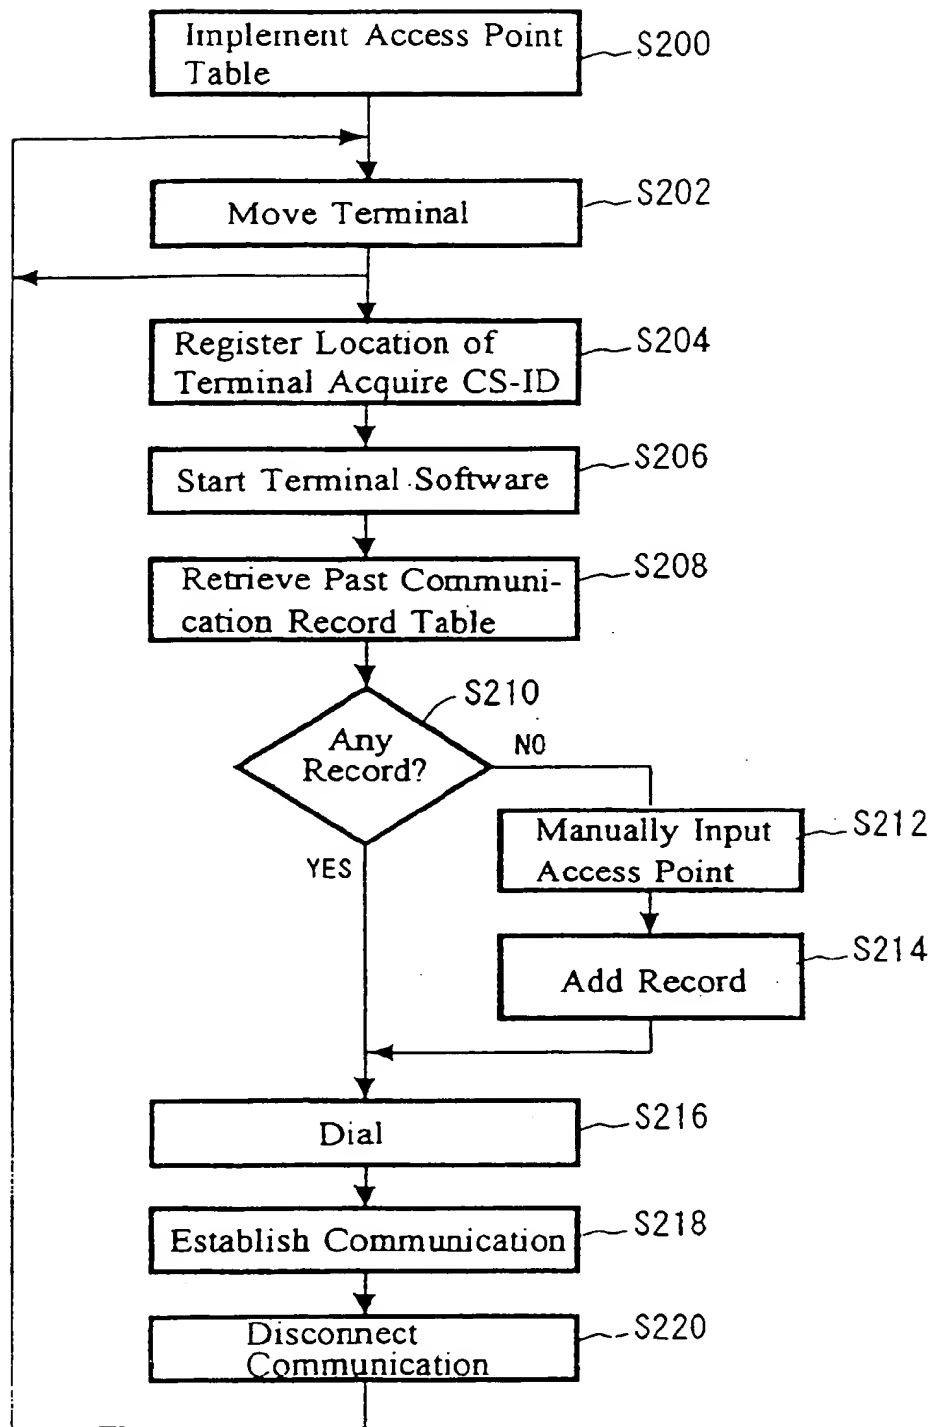 Implement Access Point
Table
S200
Move Terminal
S202
Register Location of
Terminal Acquire CS-ID
S204
Start Terminal Software
S206
Retrieve Past Communi-
cation Record Table
S208
S210
Any
Record?
NO
YES
Manually Input
Access Point
S212
Add Record
S214
Dial
S216
Establish Communication
S218
Disconnect
Communication
S220